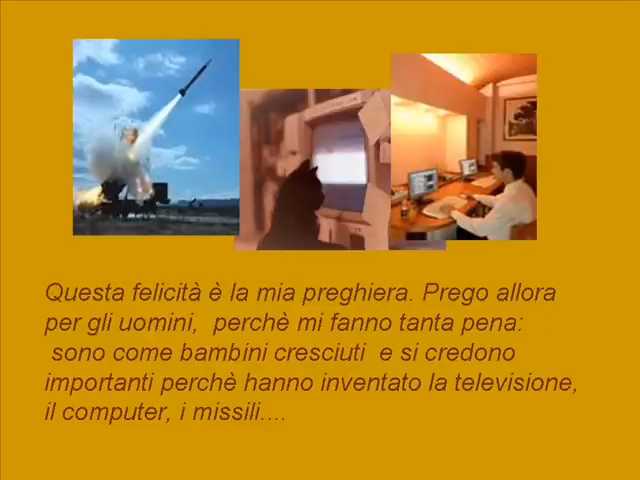 Questa felicità è la mia preghiera. Prego allora
per gli uomini,  perchè mi fanno tanta pena:
sono come bambini cresciuti  e si credono
importanti perchè hanno inventato la televisione,
il computer, i missili....